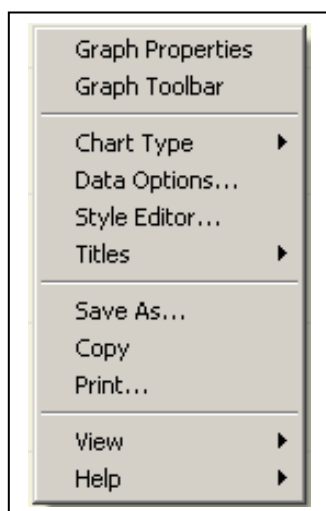 Graph Properties
Graph Toolbar
Chart Type
Data Options...
Style Editor...
Titles
Save As...
Copy
Print...
View
Help